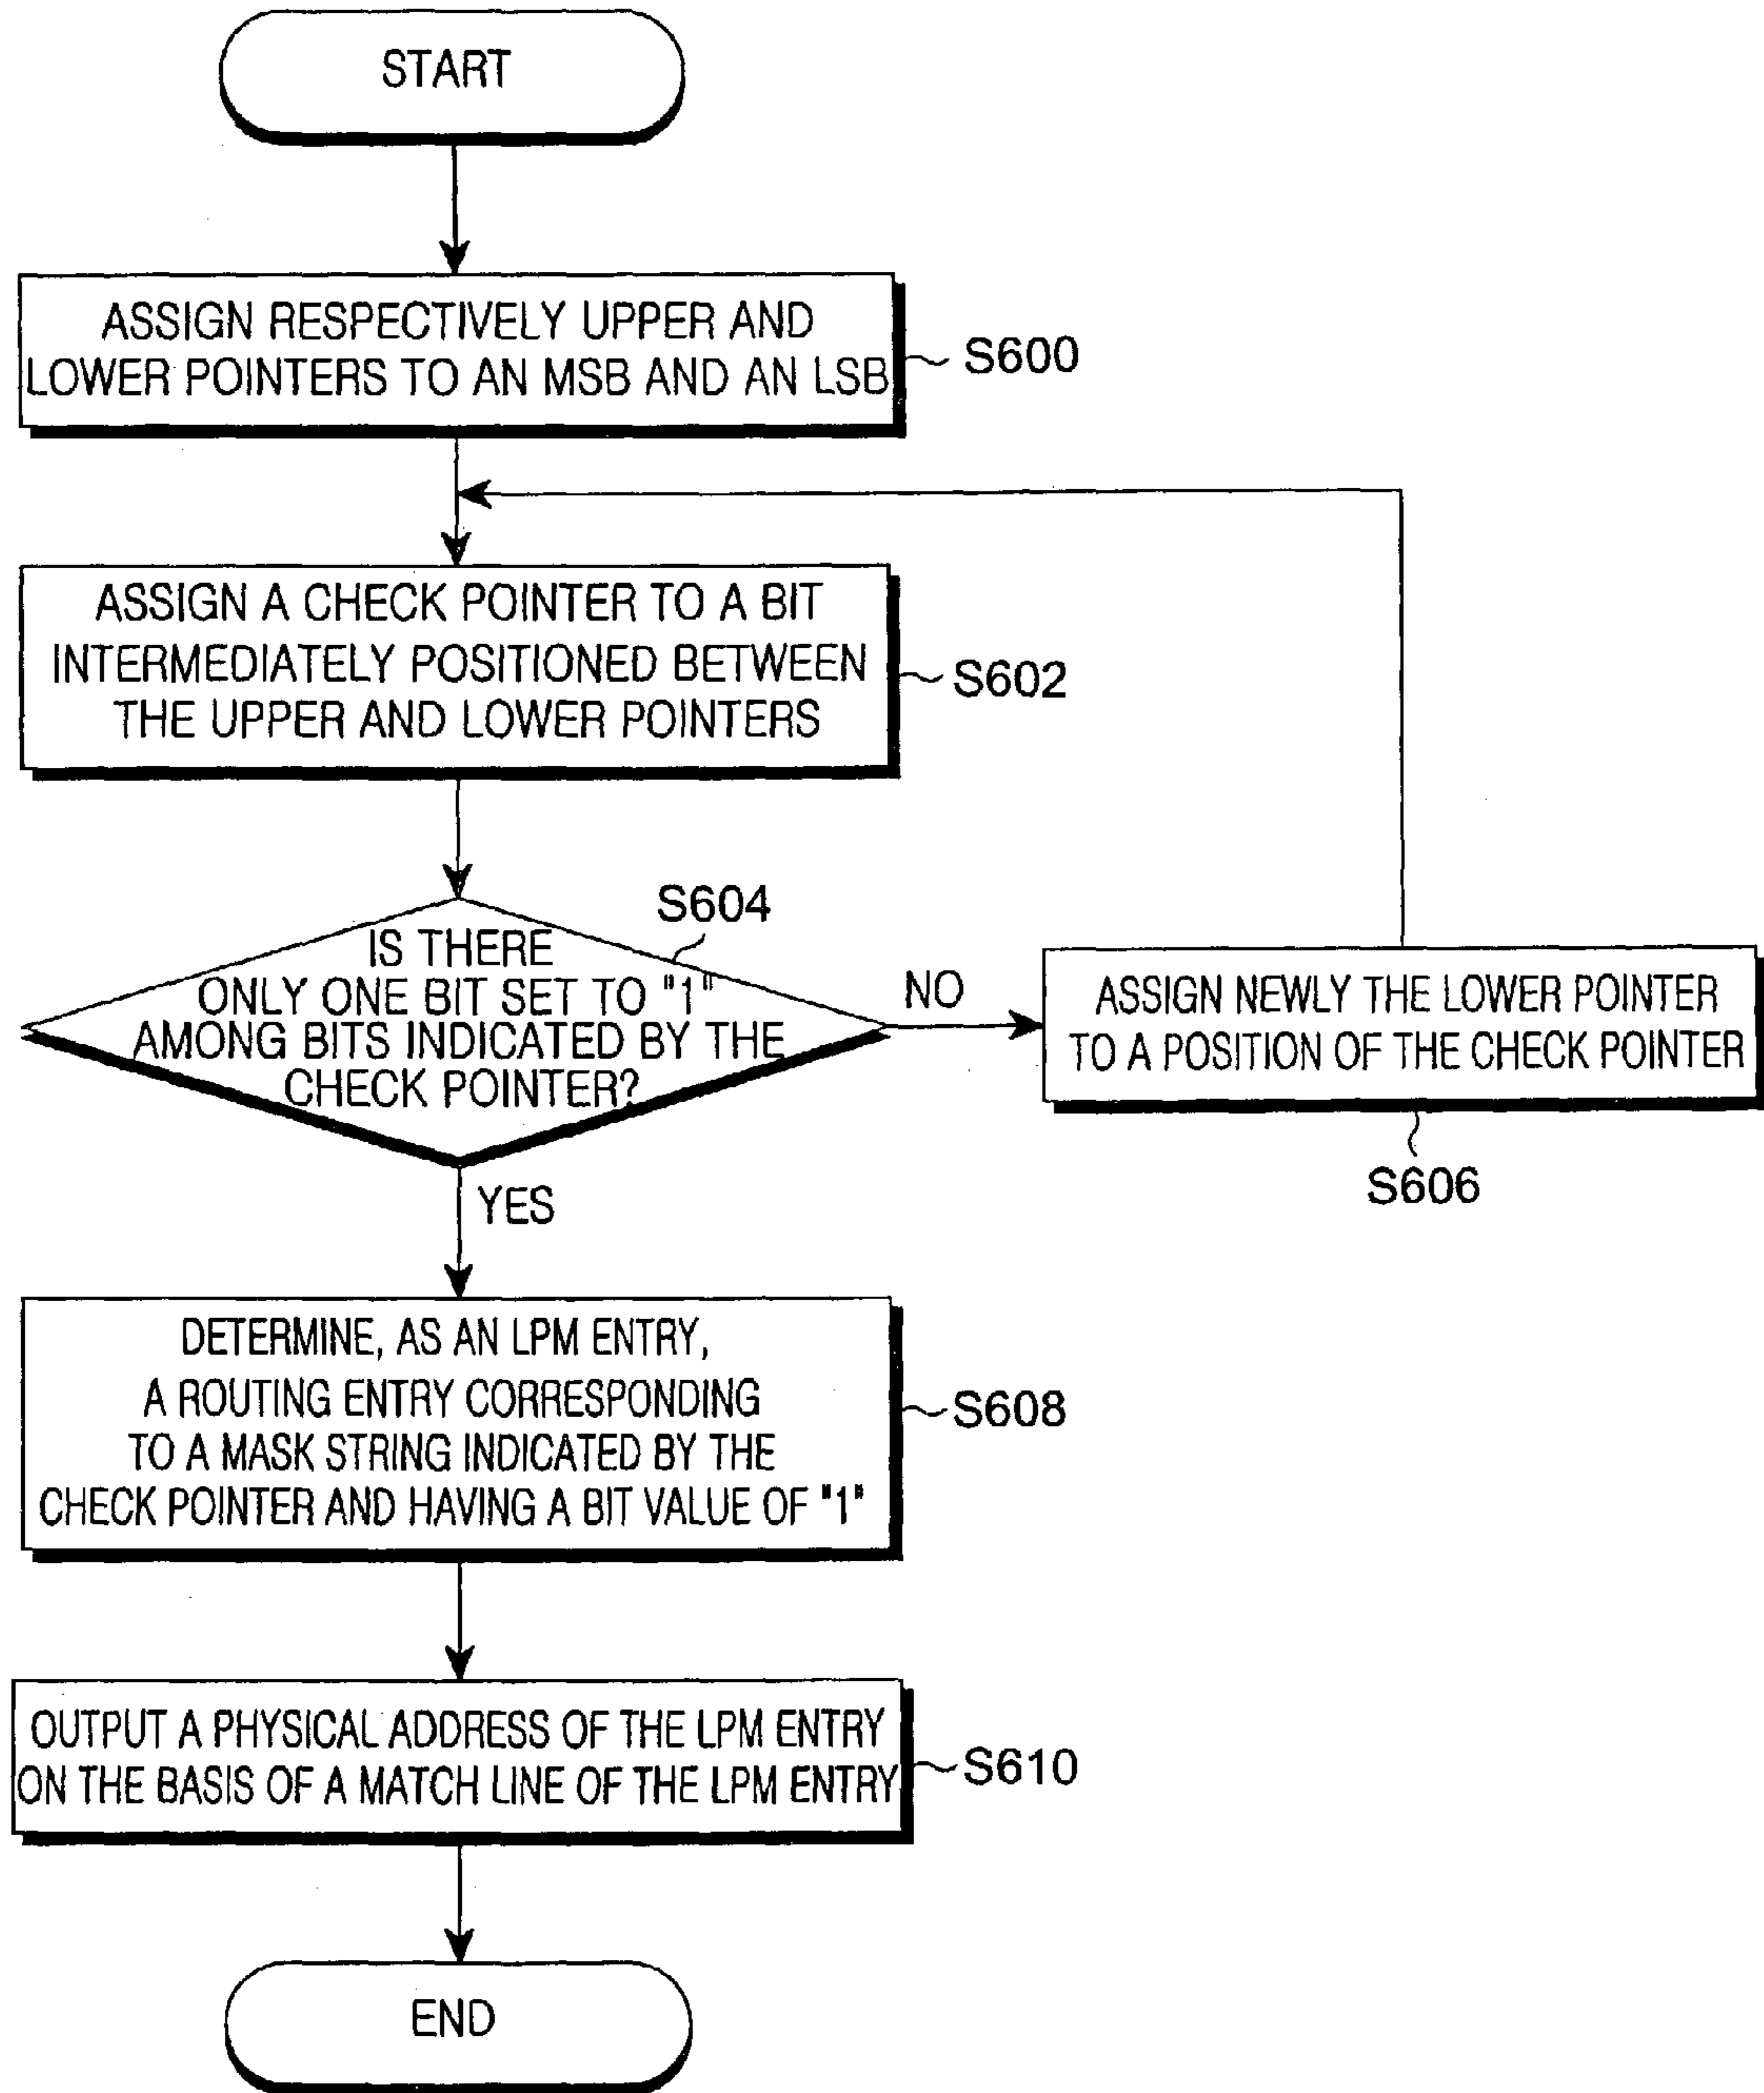 START
ASSIGN RESPECTIVELY UPPER AND
LOWER POINTERS TO AN MSB AND AN LSB
S600
ASSIGN A CHECK POINTER TO A BIT
INTERMEDIATELY POSITIONED BETWEEN
THE UPPER AND LOWER POINTERS
S602
S604
IS THERE
ONLY ONE BIT SET TO "1"
AMONG BITS INDICATED BY THE
CHECK POINTER?
NO
ASSIGN NEWLY THE LOWER POINTER
TO A POSITION OF THE CHECK POINTER
S606
YES
DETERMINE, AS AN LPM ENTRY,
A ROUTING ENTRY CORRESPONDING
TO A MASK STRING INDICATED BY THE
CHECK POINTER AND HAVING A BIT VALUE OF "1"
S608
OUTPUT A PHYSICAL ADDRESS OF THE LPM ENTRY
ON THE BASIS OF A MATCH LINE OF THE LPM ENTRY
S610
END